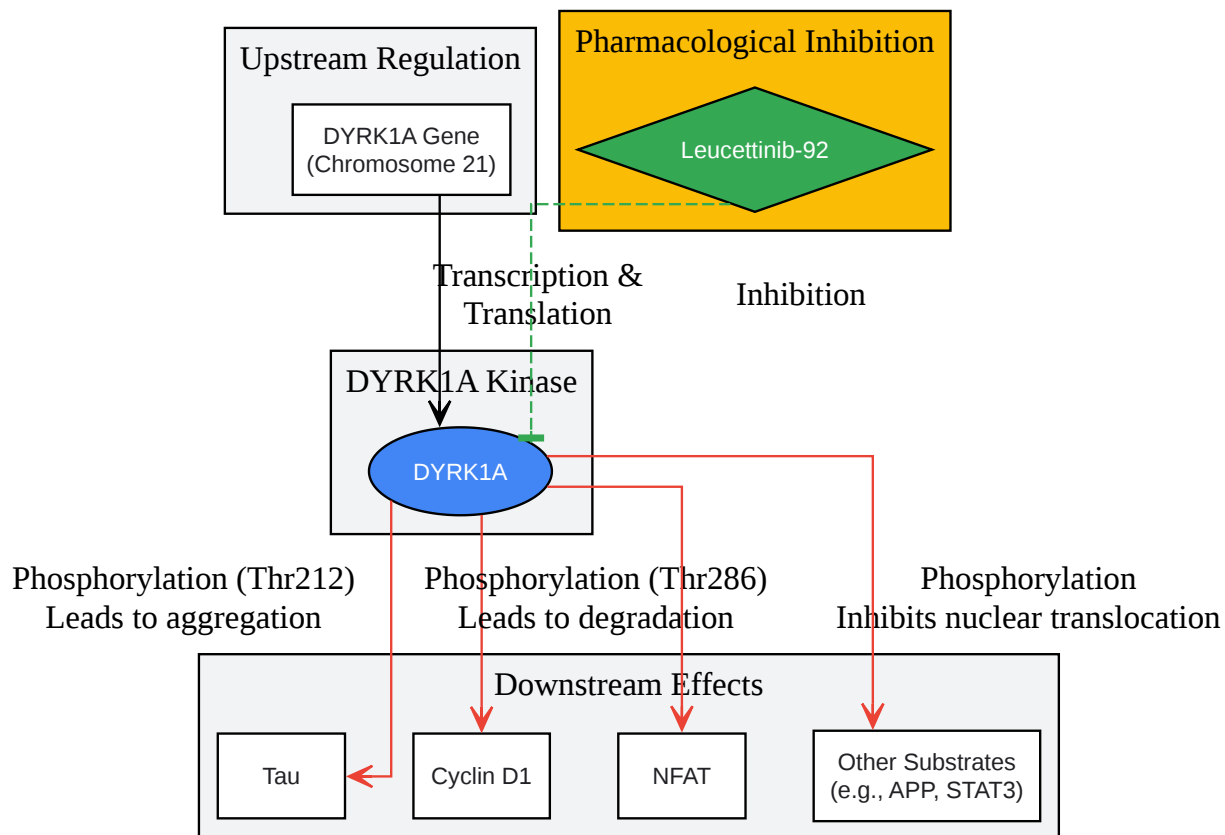 Upstream Regulation
DYRK1A Gene
(Chromosome 21)
Pharmacological Inhibition
Leucettinib-92
Transcription &
Translation
Inhibition
DYRK1A Kinase
DYRK1A
Phosphorylation (Thr212)
Leads to aggregation
Phosphorylation (Thr286)
Leads to degradation
Phosphorylation
Inhibits nuclear translocation
Downstream Effects
Tau
Cyclin D1
NFAT
Other Substrates
(e.g., APP, STAT3)